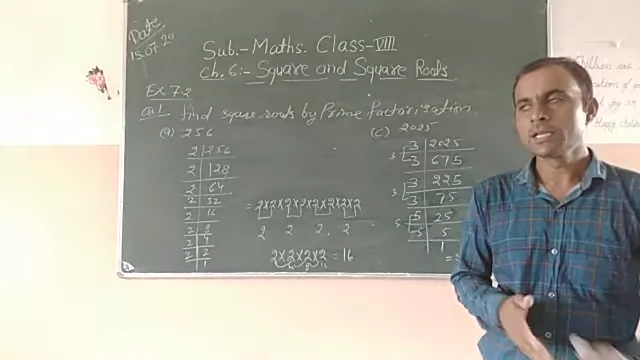 Date
15.07.20
Sub.- Maths. Class-VIII
Ch. 6:- Square and Square Roots
Ex. 7.2
Q.1. find square roots by Prime factorization.
(a) 256
2 | 256
2 | 128
2 | 64
2 | 32
2 | 16
2 | 8
2 | 4
2 | 2
1
= 2×2×2×2×2×2×2×2
2 2 2 2
2×2×2×2 = 16
(c) 2025
3 | 2025
3 | 675
3 | 225
3 | 75
5 | 25
5 | 5
1
Children are